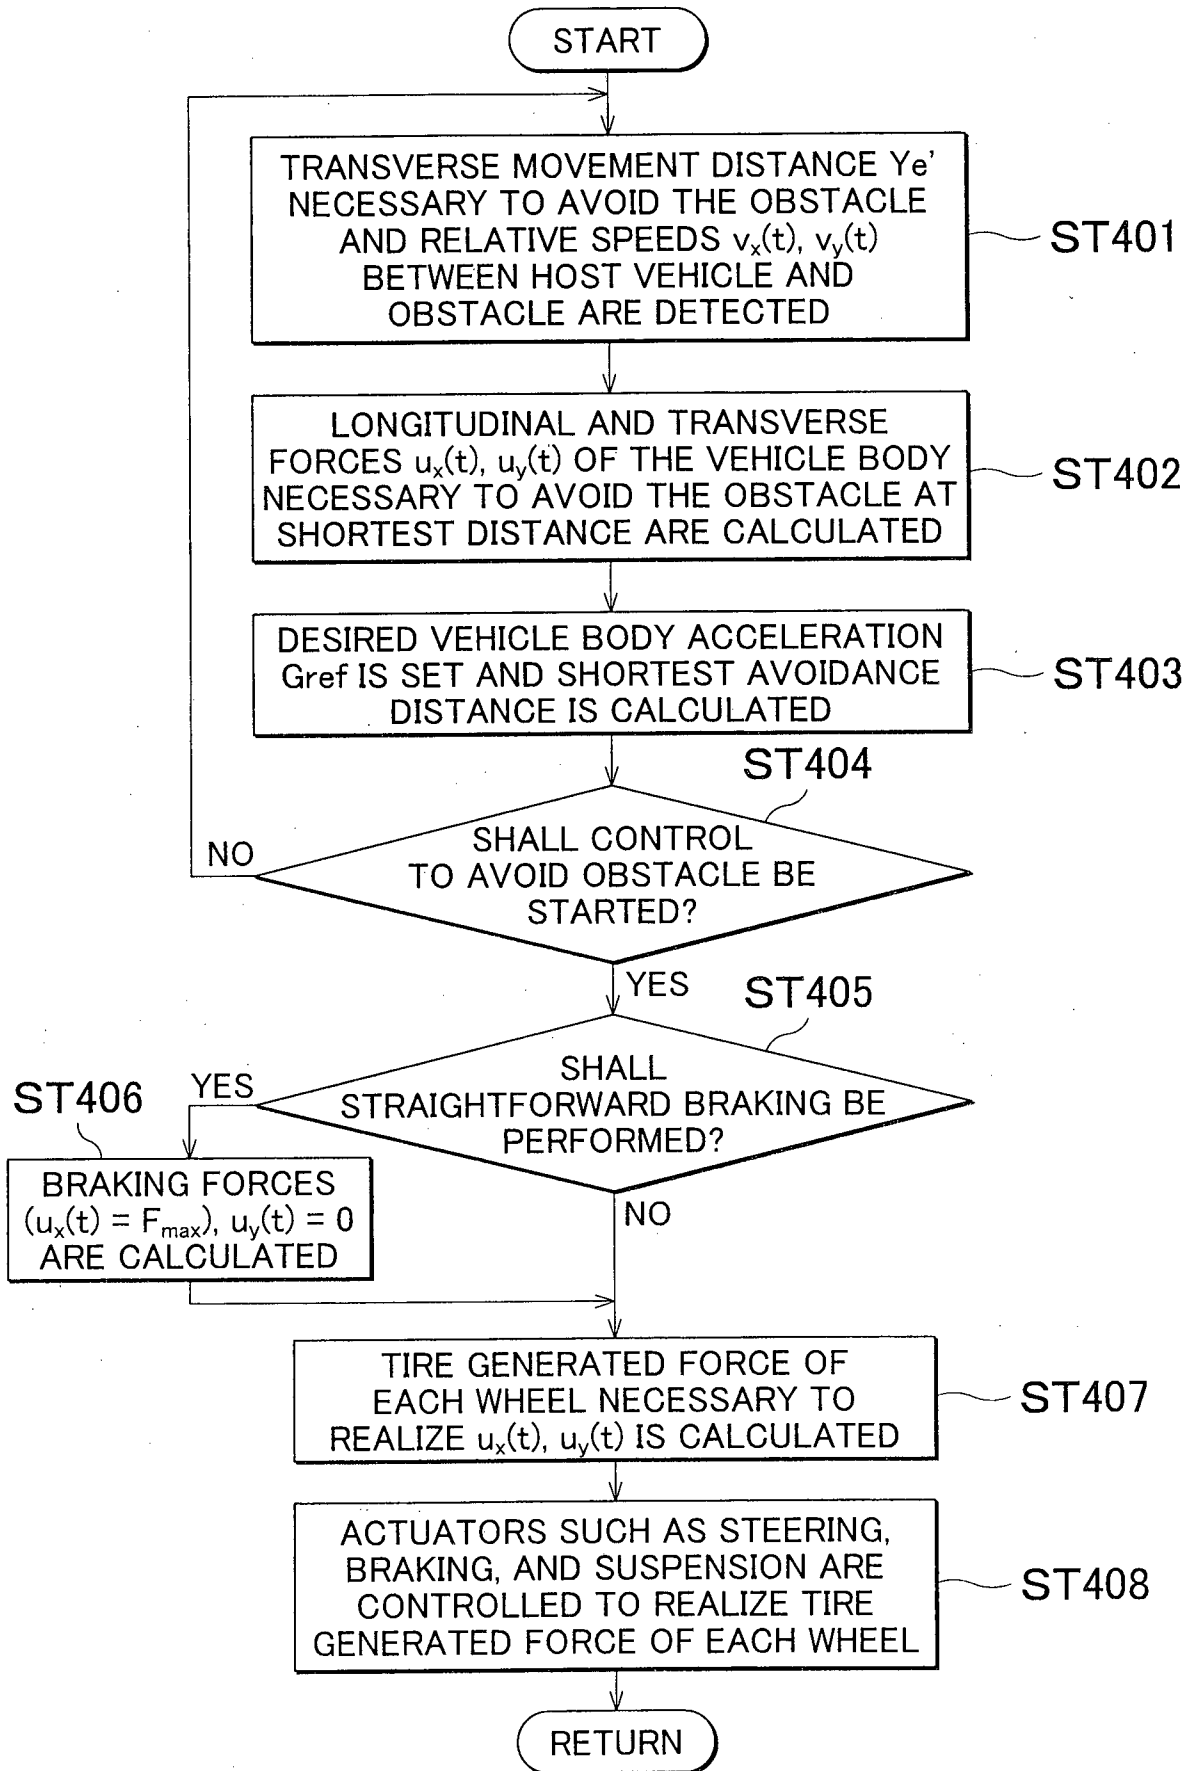 START
TRANSVERSE MOVEMENT DISTANCE Ye'
NECESSARY TO AVOID THE OBSTACLE
AND RELATIVE SPEEDS vx(t), vy(t)
BETWEEN HOST VEHICLE AND
OBSTACLE ARE DETECTED
ST401
LONGITUDINAL AND TRANSVERSE
FORCES ux(t), uy(t) OF THE VEHICLE BODY
NECESSARY TO AVOID THE OBSTACLE AT
SHORTEST DISTANCE ARE CALCULATED
ST402
DESIRED VEHICLE BODY ACCELERATION
Gref IS SET AND SHORTEST AVOIDANCE
DISTANCE IS CALCULATED
ST403
ST404
SHALL CONTROL
TO AVOID OBSTACLE BE
STARTED?
NO
YES
ST405
SHALL
STRAIGHTFORWARD BRAKING BE
PERFORMED?
YES
NO
ST406
BRAKING FORCES
(ux(t) = Fmax), uy(t) = 0
ARE CALCULATED
TIRE GENERATED FORCE OF
EACH WHEEL NECESSARY TO
REALIZE ux(t), uy(t) IS CALCULATED
ST407
ACTUATORS SUCH AS STEERING,
BRAKING, AND SUSPENSION ARE
CONTROLLED TO REALIZE TIRE
GENERATED FORCE OF EACH WHEEL
ST408
RETURN